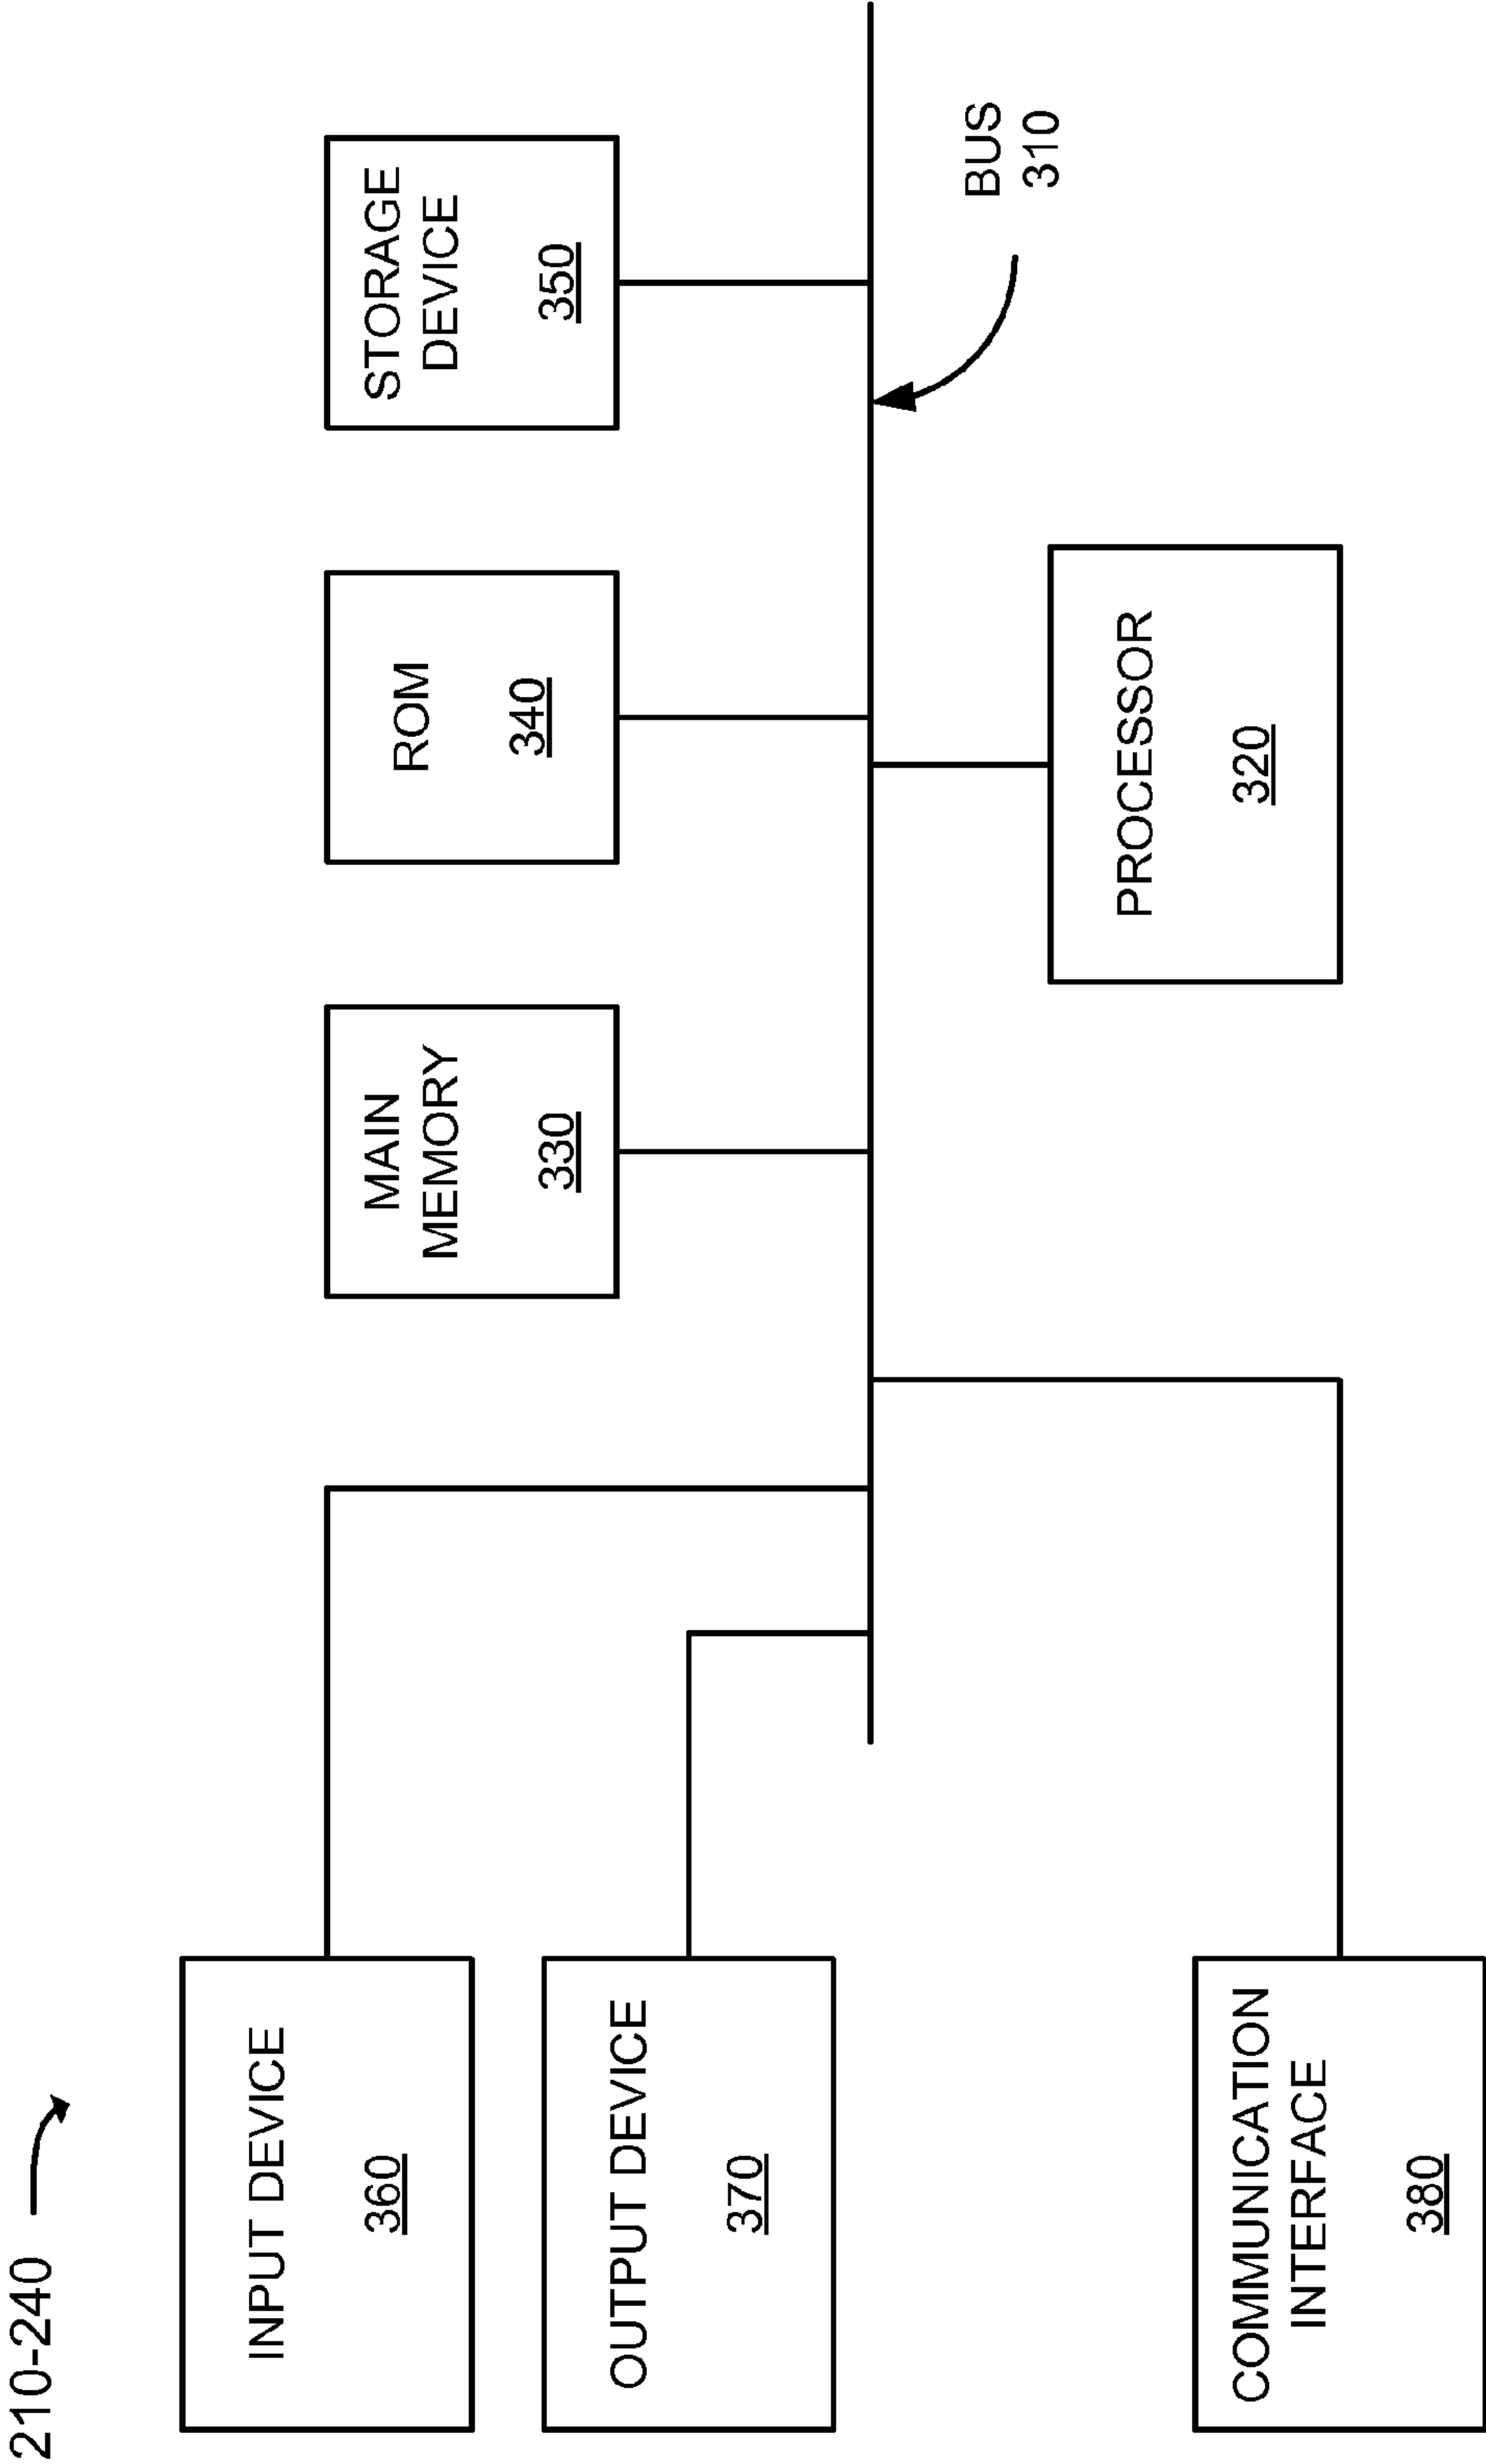 210-240
INPUT DEVICE
360
OUTPUT DEVICE
370
COMMUNICATION
INTERFACE
380
MAIN
MEMORY
330
ROM
340
STORAGE
DEVICE
350
PROCESSOR
320
BUS
310